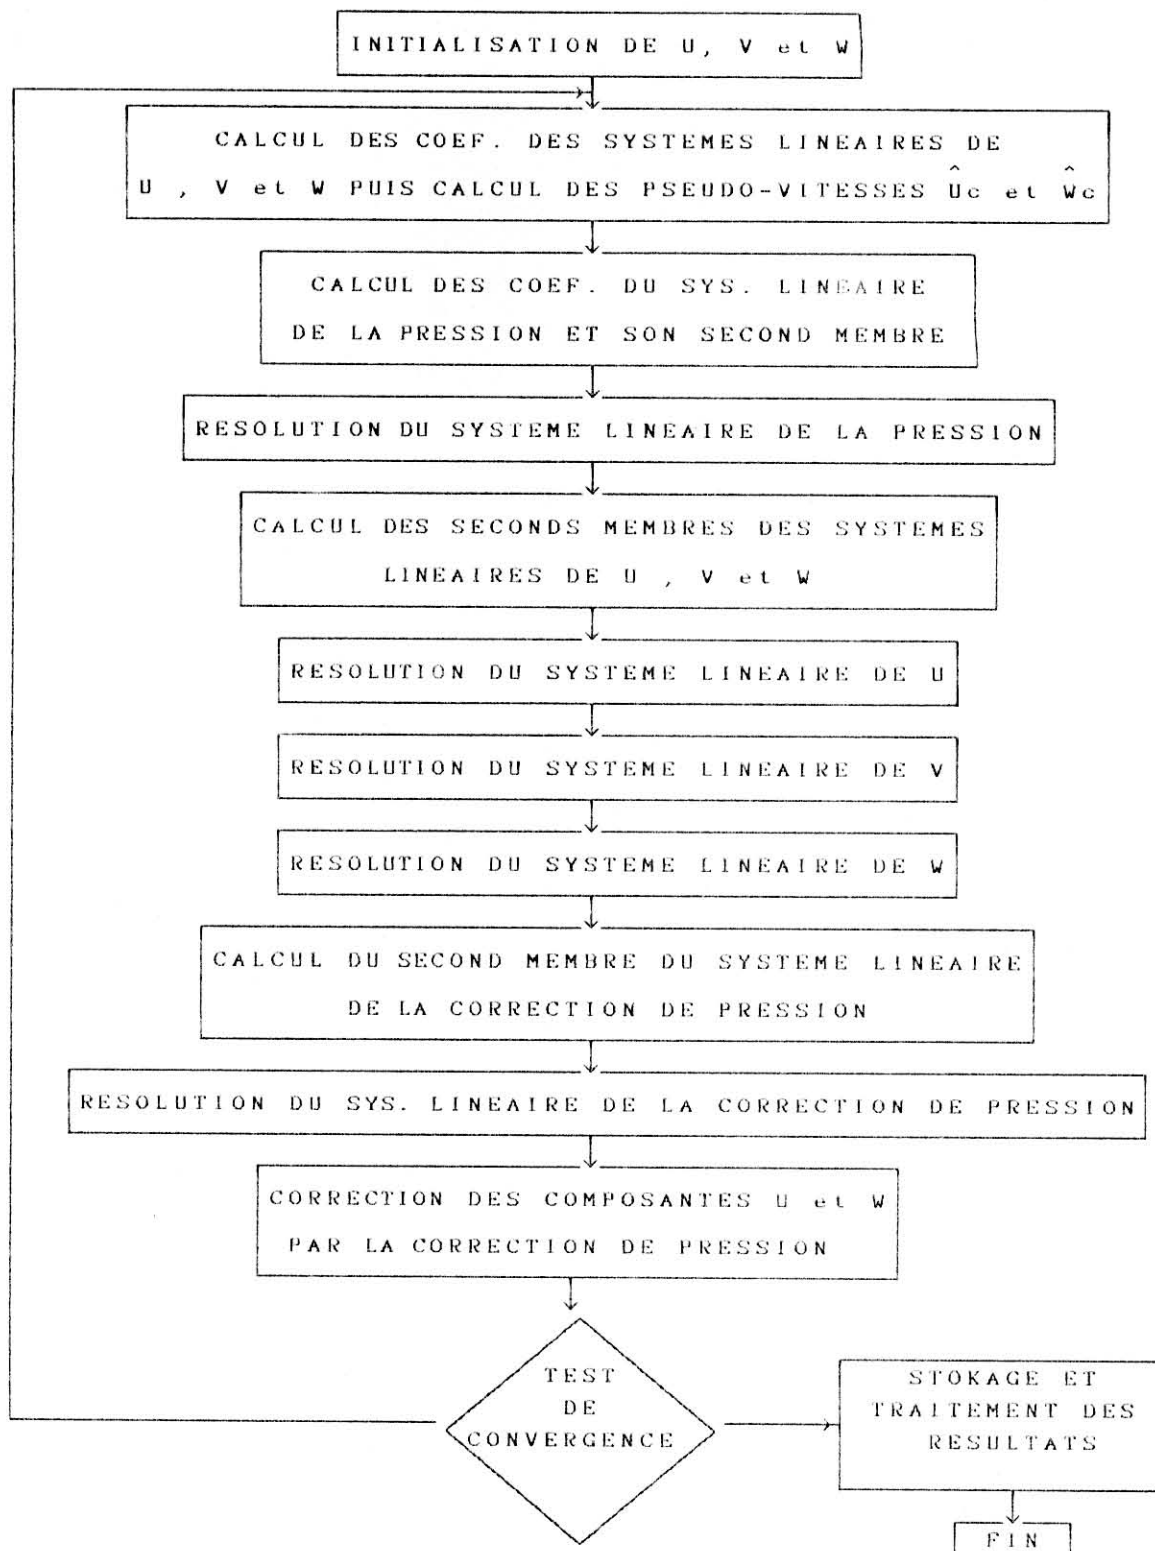 INITIALISATION DE U, V et W
CALCUL DES COEF. DES SYSTEMES LINEAIRES DE
U , V et W PUIS CALCUL DES PSEUDO-VITESSES Ûc et Ŵc
CALCUL DES COEF. DU SYS. LINEAIRE
DE LA PRESSION ET SON SECOND MEMBRE
RESOLUTION DU SYSTEME LINEAIRE DE LA PRESSION
CALCUL DES SECONDS MEMBRES DES SYSTEMES
LINEAIRES DE U , V et W
RESOLUTION DU SYSTEME LINEAIRE DE U
RESOLUTION DU SYSTEME LINEAIRE DE V
RESOLUTION DU SYSTEME LINEAIRE DE W
CALCUL DU SECOND MEMBRE DU SYSTEME LINEAIRE
DE LA CORRECTION DE PRESSION
RESOLUTION DU SYS. LINEAIRE DE LA CORRECTION DE PRESSION
CORRECTION DES COMPOSANTES U et W
PAR LA CORRECTION DE PRESSION
TEST
DE
CONVERGENCE
STOKAGE ET
TRAITEMENT DES
RESULTATS
FIN